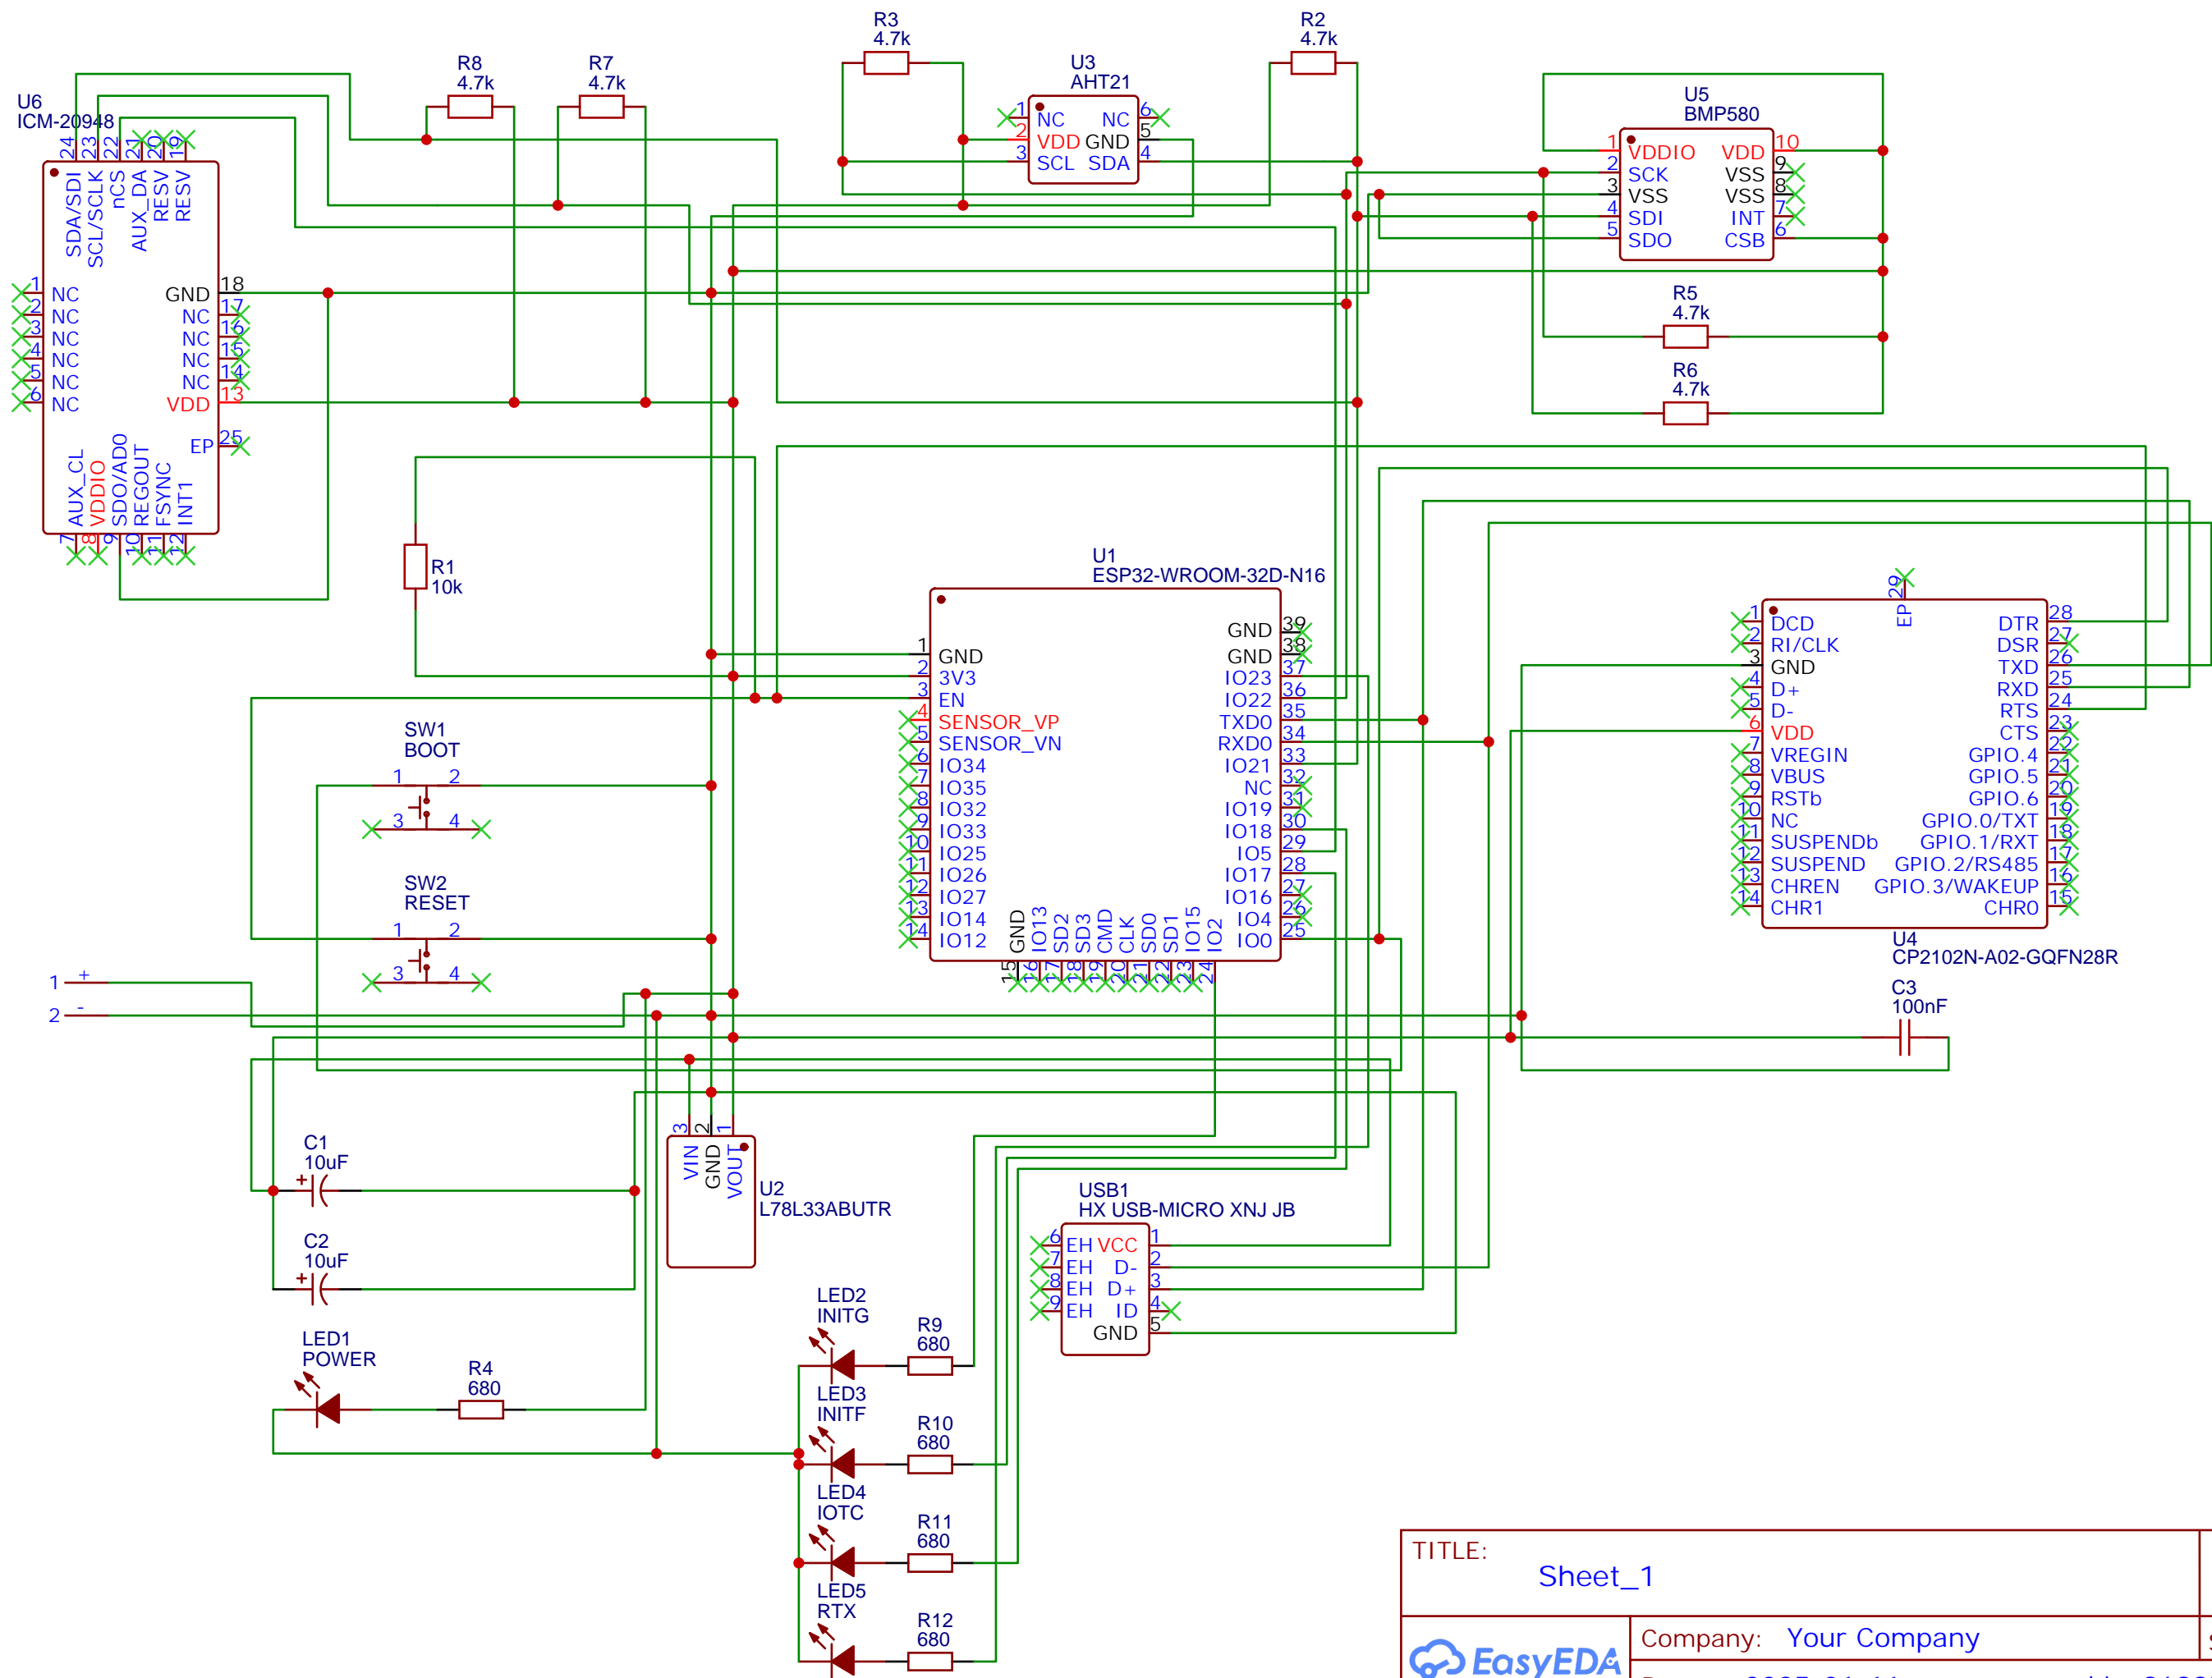 R3
4.7k
R2
4.7k
R8
4.7k
R7
4.7k
U3
AHT21
1 NC
2 VDD
3 SCL
NC 6
GND 5
SDA 4
U5
BMP580
1 VDDIO
2 SCK
3 VSS
4 SDI
5 SDO
VDD 10
VSS 9
VSS 8
INT 7
CSB 6
R5
4.7k
R6
4.7k
U6
ICM-20948
24 SDA/SDI
23 SCL/SCLK
22 nCS
21 AUX_DA
20 RESV
19 RESV
1 NC
2 NC
3 NC
4 NC
5 NC
6 NC
GND 18
NC 17
NC 16
NC 15
NC 14
VDD 13
EP 25
7 AUX_CL
8 VDDIO
9 SDO/AD0
10 REGOUT
11 FSYNC
12 INT1
R1
10k
U1
ESP32-WROOM-32D-N16
1 GND
2 3V3
3 EN
4 SENSOR_VP
5 SENSOR_VN
6 IO34
7 IO35
8 IO32
9 IO33
10 IO25
11 IO26
12 IO27
13 IO14
14 IO12
15 GND
16 IO13
17 SD2
18 SD3
19 CMD
20 CLK
21 SD0
22 SD1
23 IO15
24 IO2
GND 39
GND 38
IO23 37
IO22 36
TXD0 35
RXD0 34
IO21 33
NC 32
IO19 31
IO18 30
IO5 29
IO17 28
IO16 27
IO4 26
IO0 25
EP 29
1 DCD
2 RI/CLK
3 GND
4 D+
5 D-
6 VDD
7 VREGIN
8 VBUS
9 RSTb
10 NC
11 SUSPENDb
12 SUSPEND
13 CHREN
14 CHR1
DTR 28
DSR 27
TXD 26
RXD 25
RTS 24
CTS 23
GPIO.4 22
GPIO.5 21
GPIO.6 20
GPIO.0/TXT 19
GPIO.1/RXT 18
GPIO.2/RS485 17
GPIO.3/WAKEUP 16
CHR0 15
U4
CP2102N-A02-GQFN28R
C3
100nF
SW1
BOOT
1 2
3 4
SW2
RESET
1 2
3 4
1 +
2 -
C1
10uF
+
C2
10uF
+
3 VIN
2 GND
1 VOUT
U2
L78L33ABUTR
USB1
HX USB-MICRO XNJ JB
6 EH
7 EH
8 EH
9 EH
VCC 1
D- 2
D+ 3
ID 4
GND 5
LED1
POWER
R4
680
LED2
INITG
R9
680
LED3
INITF
R10
680
LED4
IOTC
R11
680
LED5
RTX
R12
680
TITLE:
Sheet_1
EasyEDA
Company: Your Company